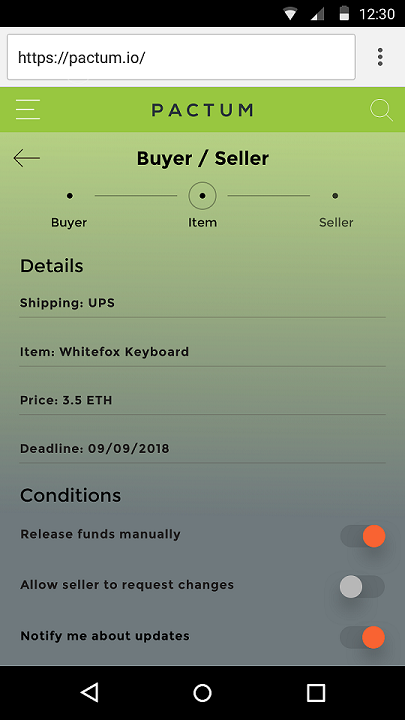 12:30
https://pactum.io/
PACTUM
Buyer / Seller
Buyer
Item
Seller
Details
Shipping: UPS
Item: Whitefox Keyboard
Price: 3.5 ETH
Deadline: 09/09/2018
Conditions
Release funds manually
Allow seller to request changes
Notify me about updates